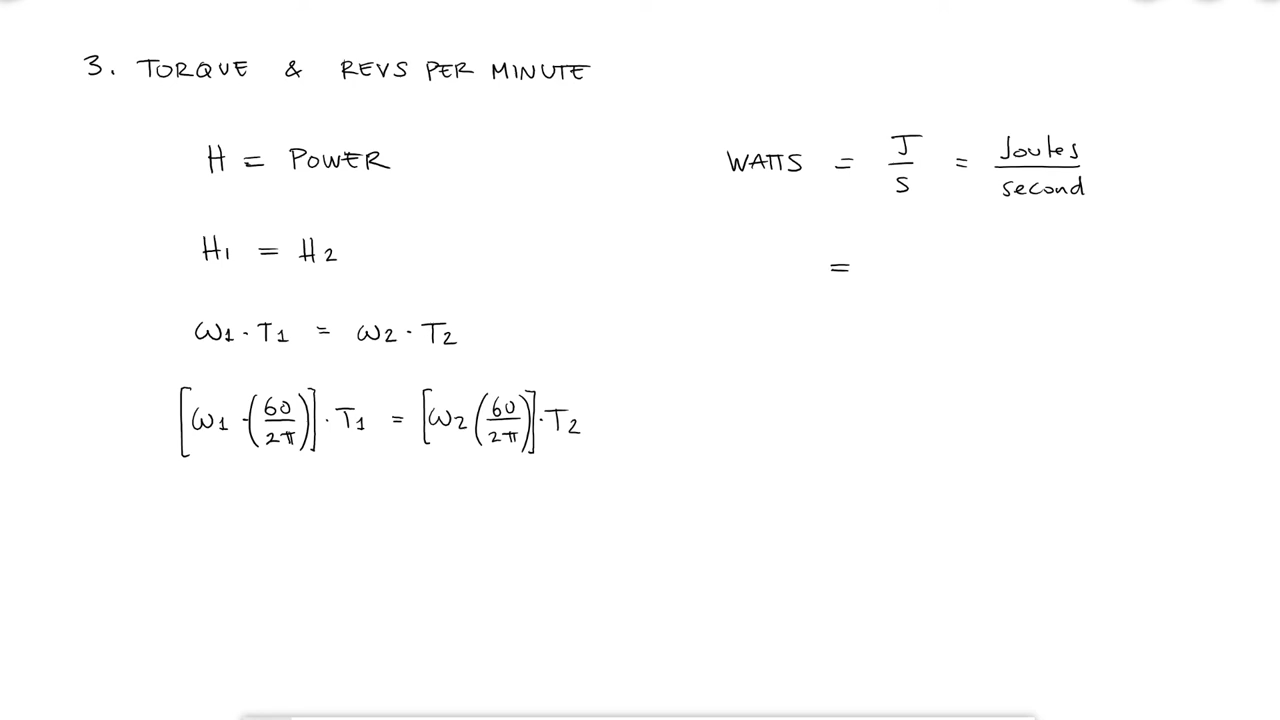 3. TORQUE & REVS PER MINUTE
H = POWER
WATTS = J/S = Joules/second
H1 = H2
=
ω1 · T1 = ω2 · T2
[ω1 · (60/2π)] · T1 = [ω2 (60/2π)] · T2